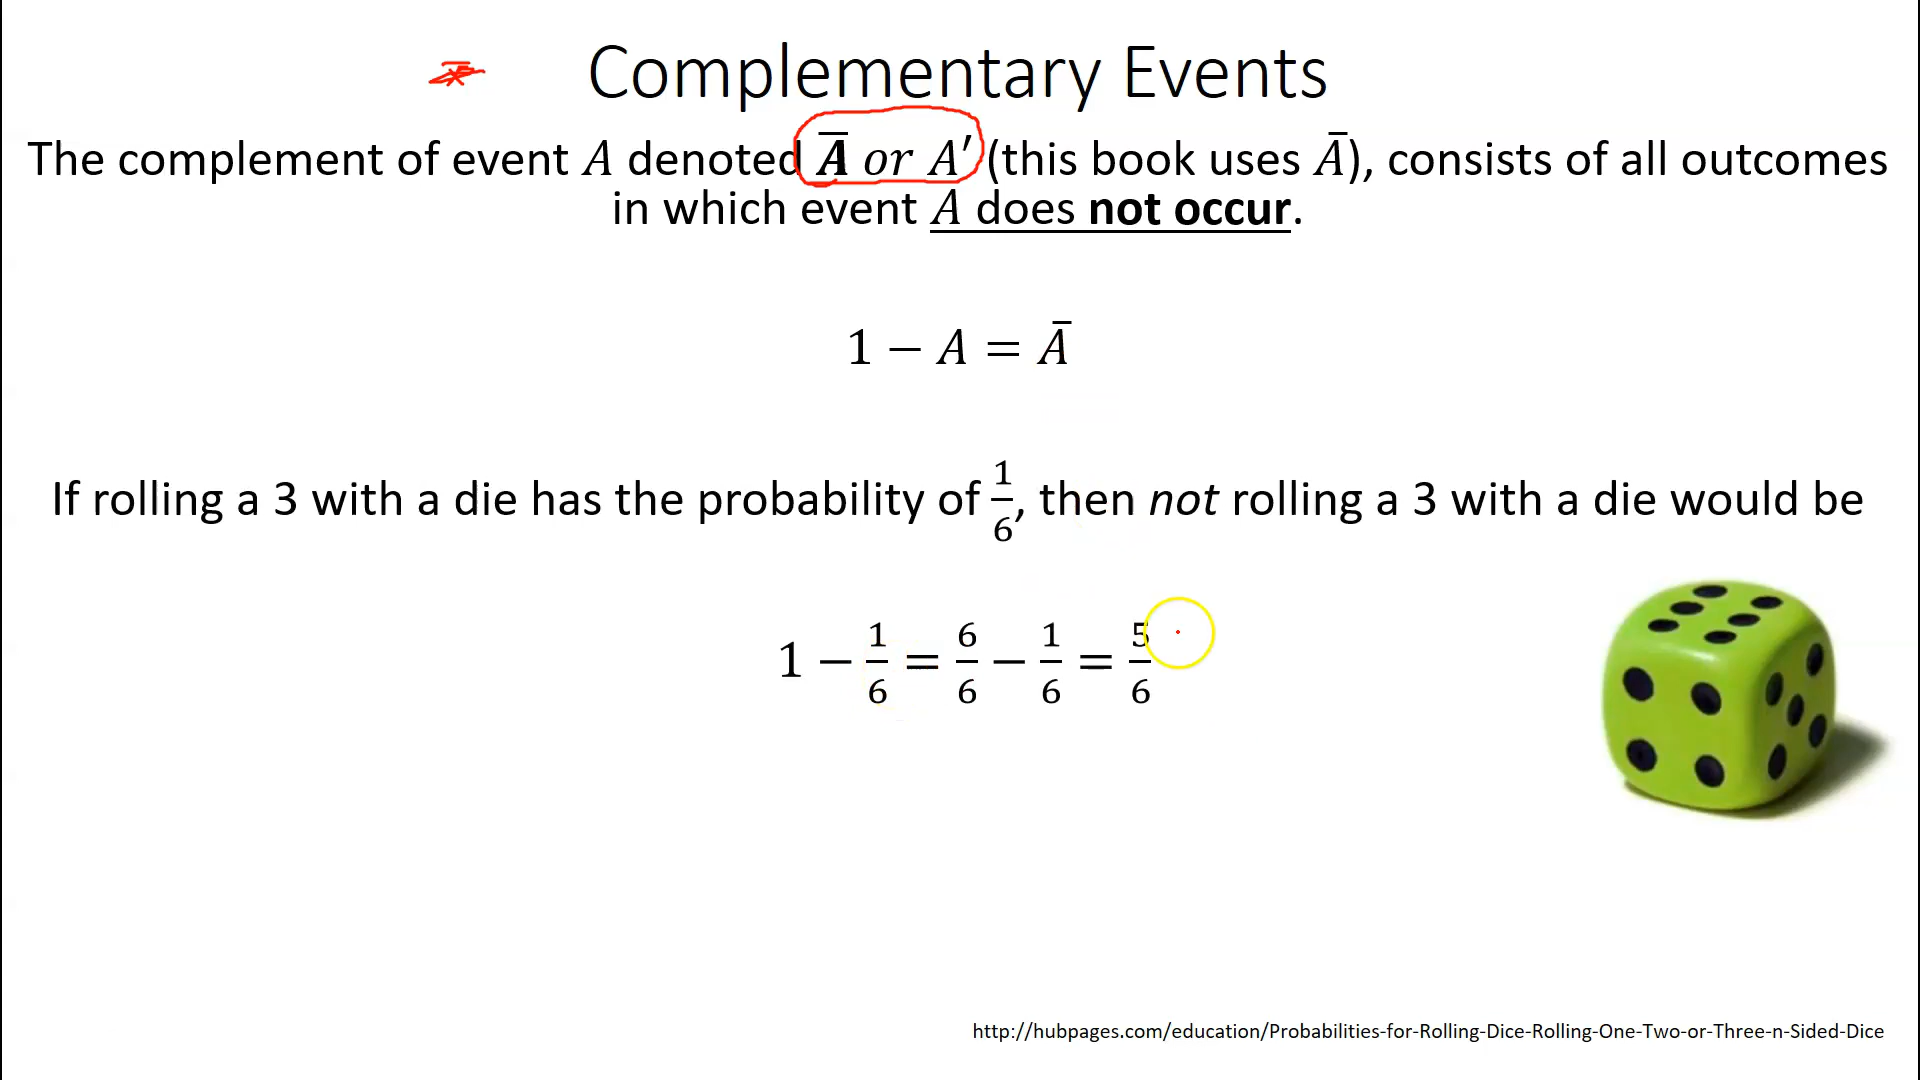 Complementary Events
The complement of event A denoted A̅ or A′ (this book uses A̅), consists of all outcomes
in which event A does not occur.
1 − A = A̅
If rolling a 3 with a die has the probability of 1/6, then not rolling a 3 with a die would be
1 − 1/6 = 6/6 − 1/6 = 5/6
http://hubpages.com/education/Probabilities-for-Rolling-Dice-Rolling-One-Two-or-Three-n-Sided-Dice